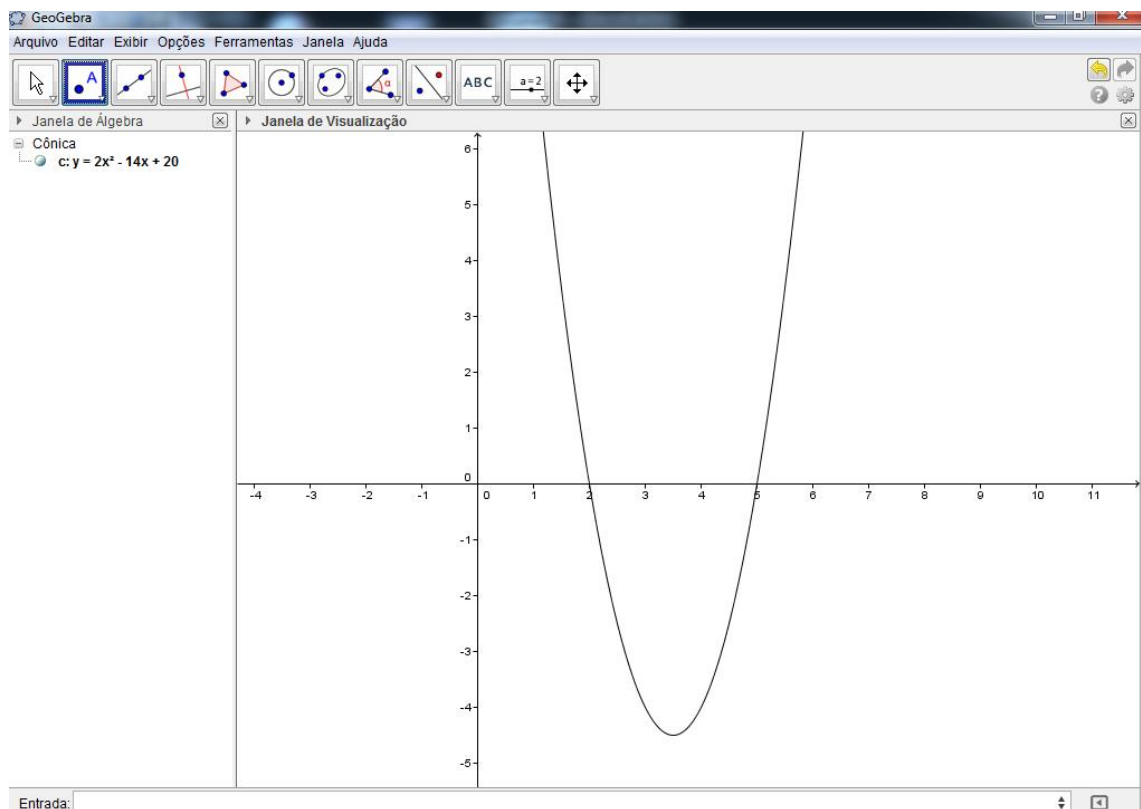 GeoGebra
Arquivo Editar Exibir Opções Ferramentas Janela Ajuda
A
α
ABC
a=2
Janela de Álgebra
Janela de Visualização
Cônica
c: y = 2x² - 14x + 20
6
5
4
3
2
1
0
-4 -3 -2 -1 0 1 2 3 4 5 6 7 8 9 10 11
-1
-2
-3
-4
-5
Entrada: